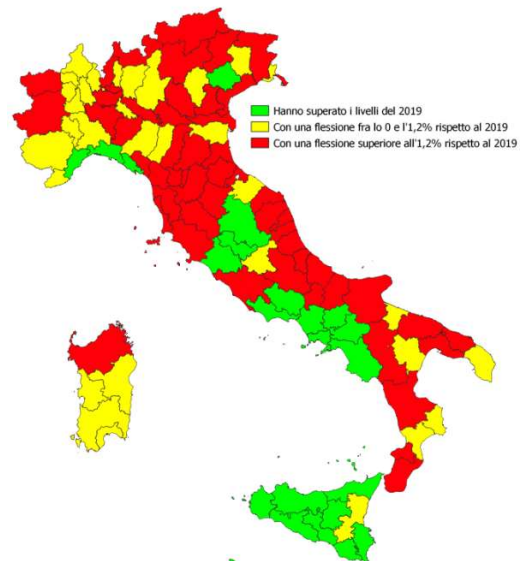 Hanno superato i livelli del 2019
Con una flessione fra lo 0 e l'1,2% rispetto al 2019
Con una flessione superiore all'1,2% rispetto al 2019